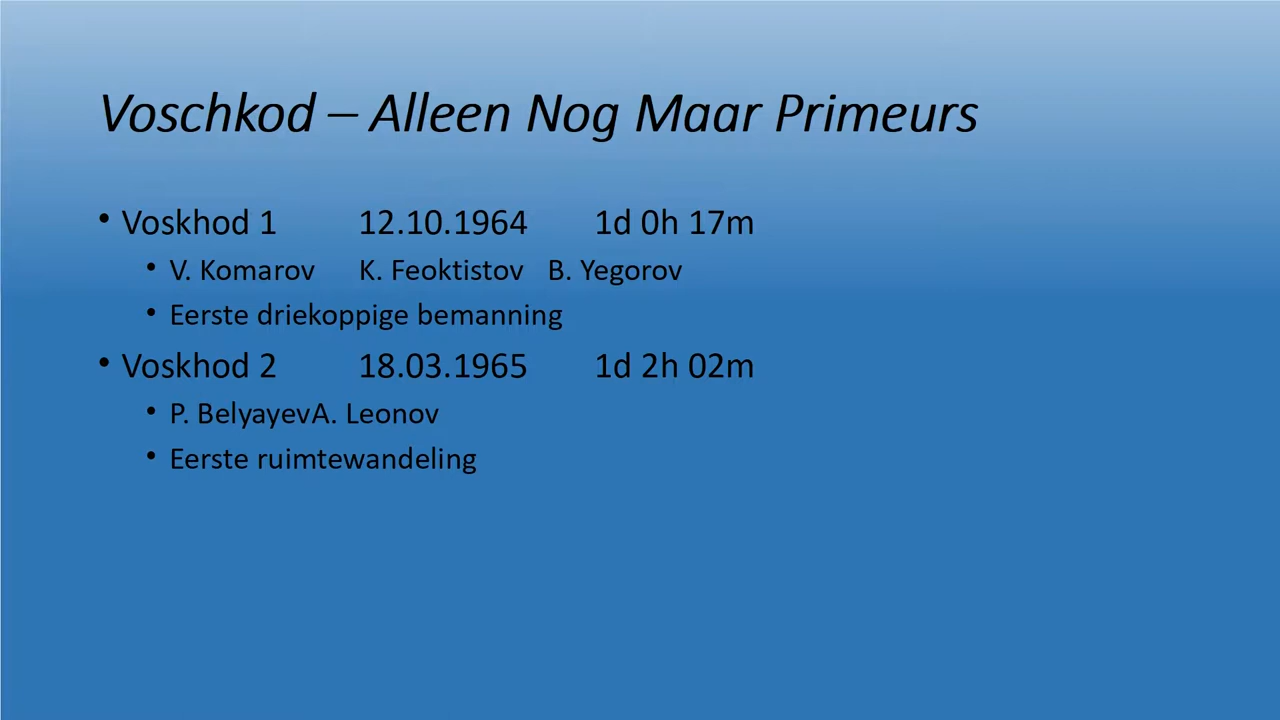 Voschkod – Alleen Nog Maar Primeurs
• Voskhod 1 12.10.1964 1d 0h 17m
• V. Komarov K. Feoktistov B. Yegorov
• Eerste driekoppige bemanning
• Voskhod 2 18.03.1965 1d 2h 02m
• P. BelyayevA. Leonov
• Eerste ruimtewandeling